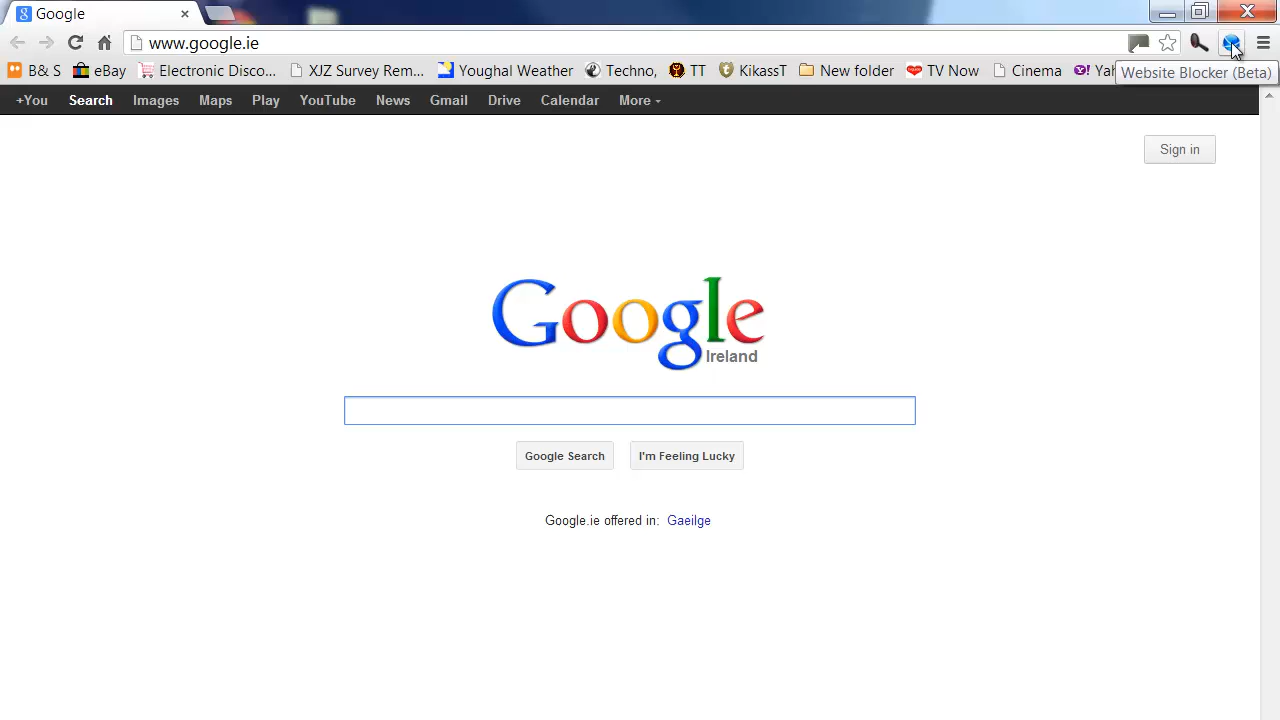 Google
www.google.ie
B& S eBay Electronic Discou... XJZ Survey Rem... Youghal Weather Techno TT KikassT New folder TV Now Cinema
Website Blocker (Beta)
+You Search Images Maps Play YouTube News Gmail Drive Calendar More
Sign in
Google
Ireland
Google Search I'm Feeling Lucky
Google.ie offered in: Gaeilge